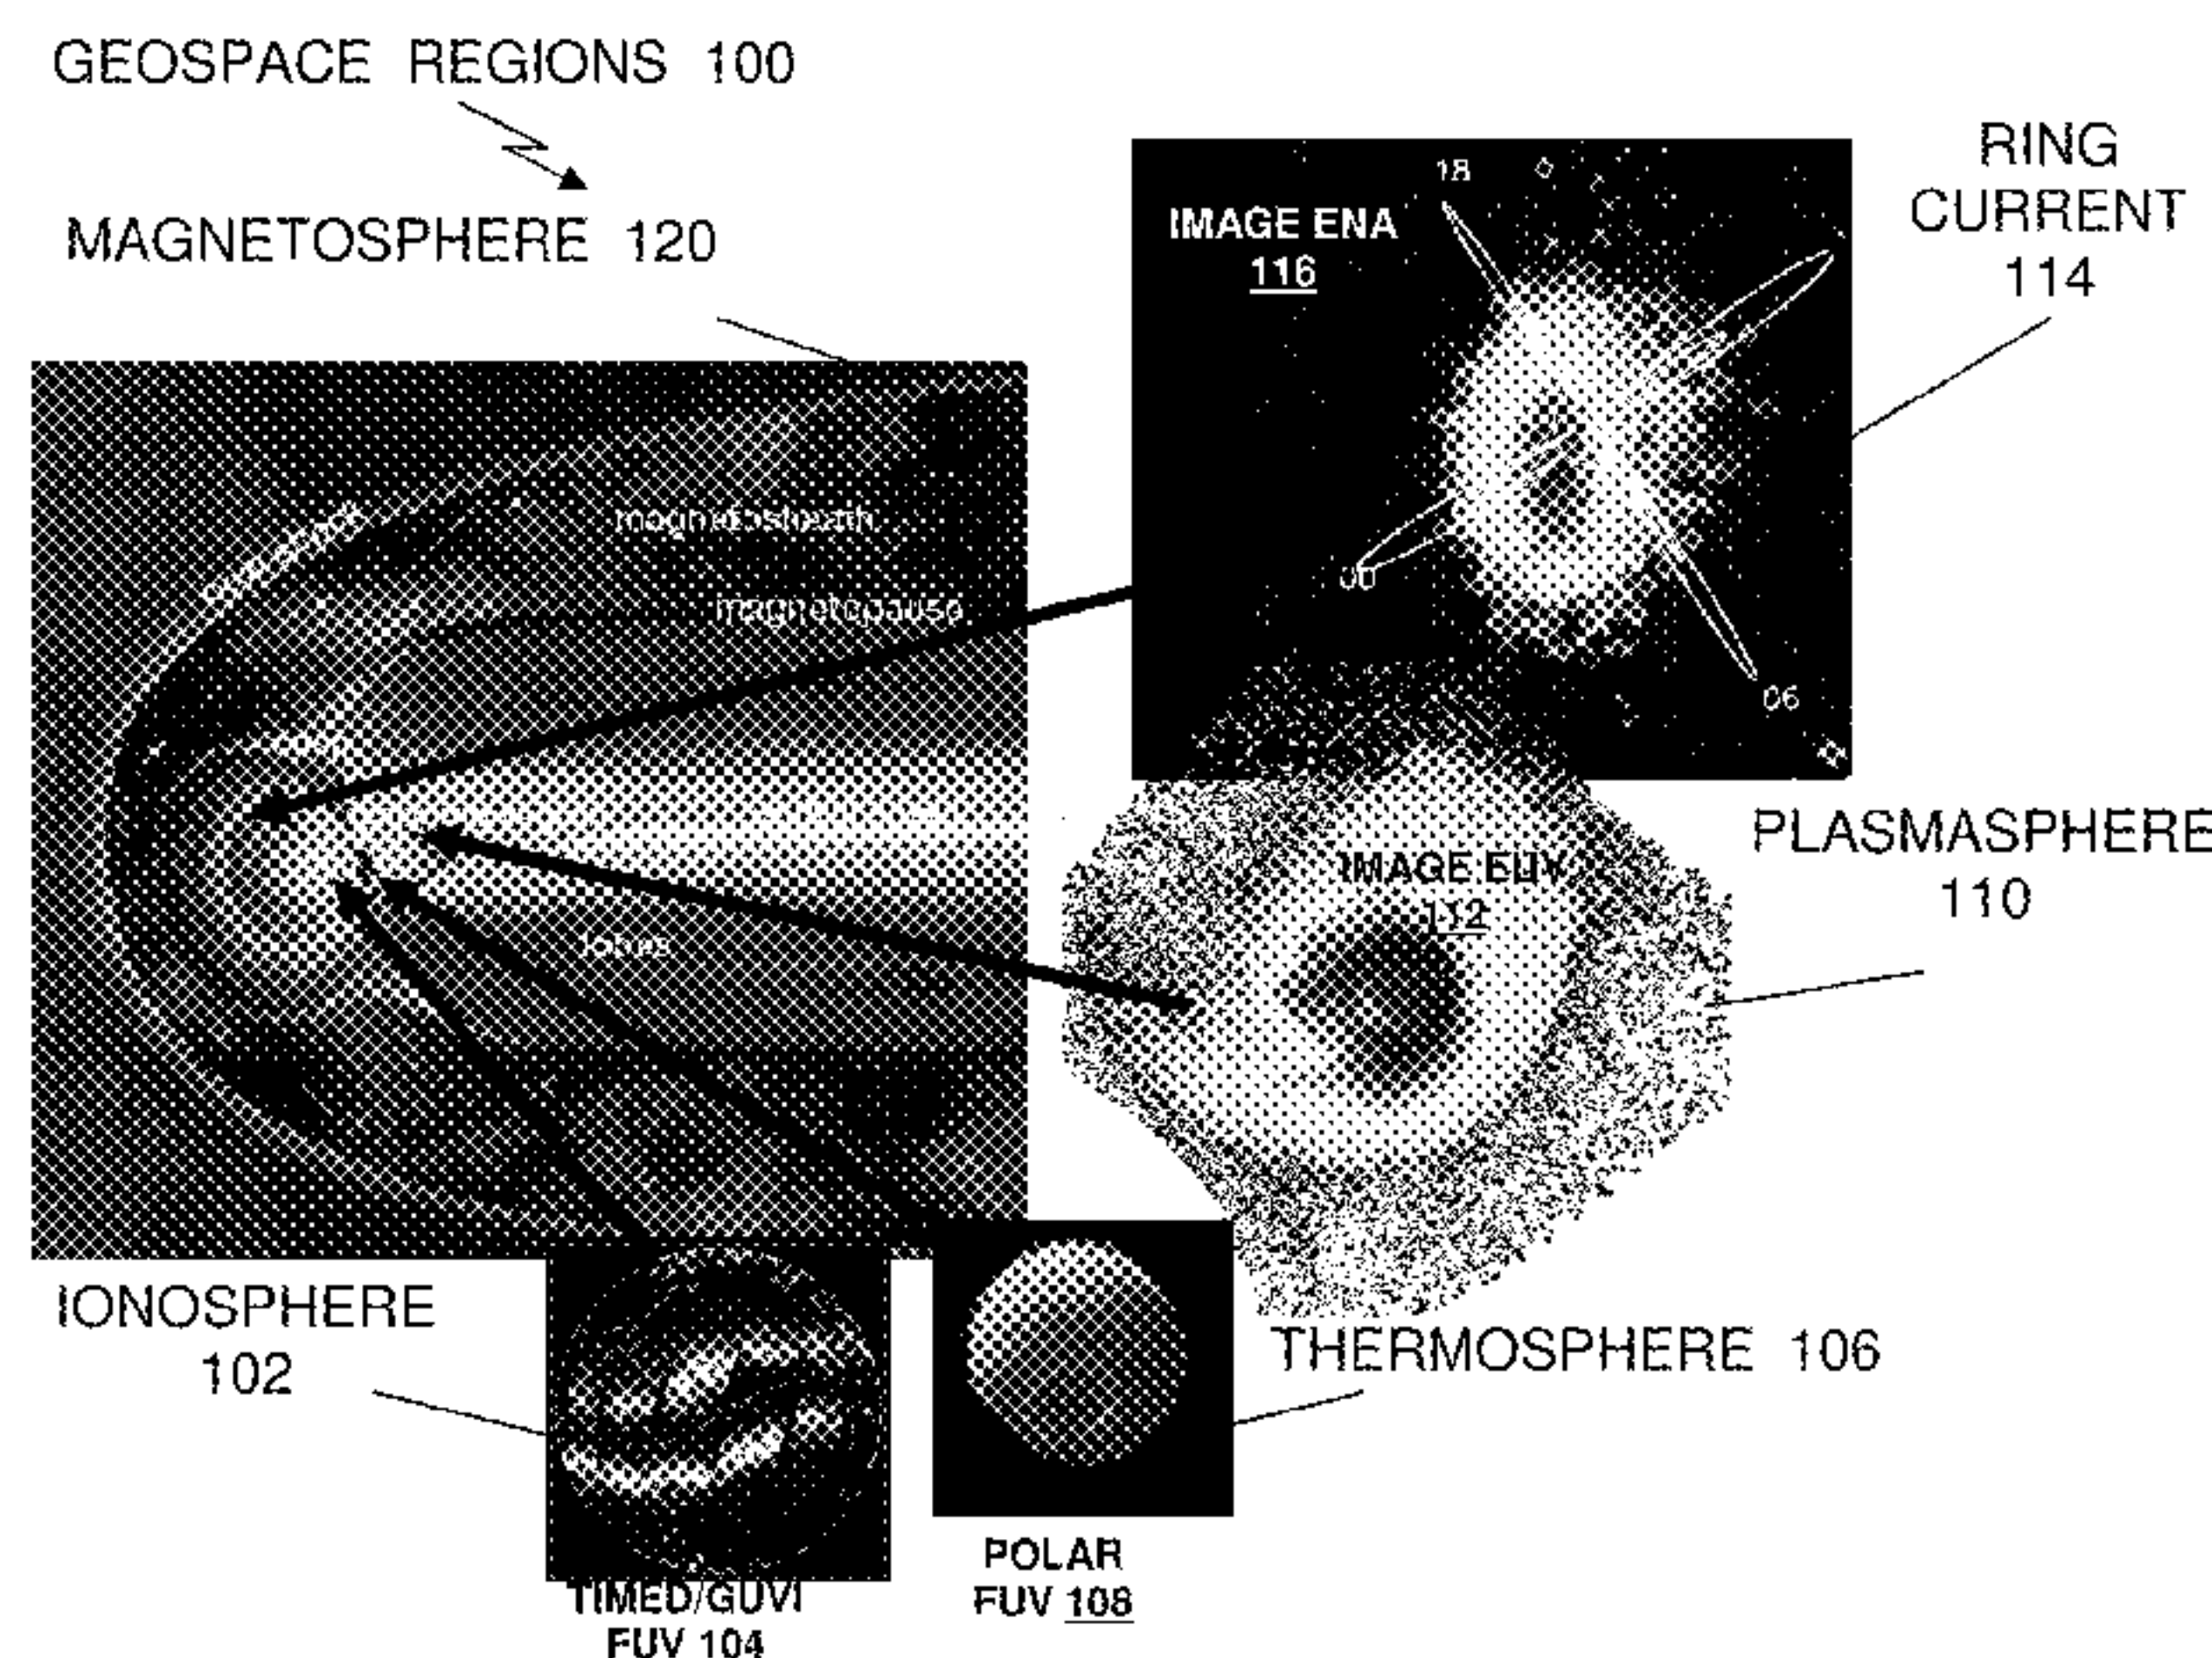 GEOSPACE REGIONS 100
MAGNETOSPHERE 120
RING
CURRENT
114
IMAGE ENA
116
18
00
06
magnetosheath
magnetopause
lobes
IMAGE EUV
112
PLASMASPHERE
110
IONOSPHERE
102
THERMOSPHERE 106
TIMED/GUVI
FUV 104
POLAR
FUV 108